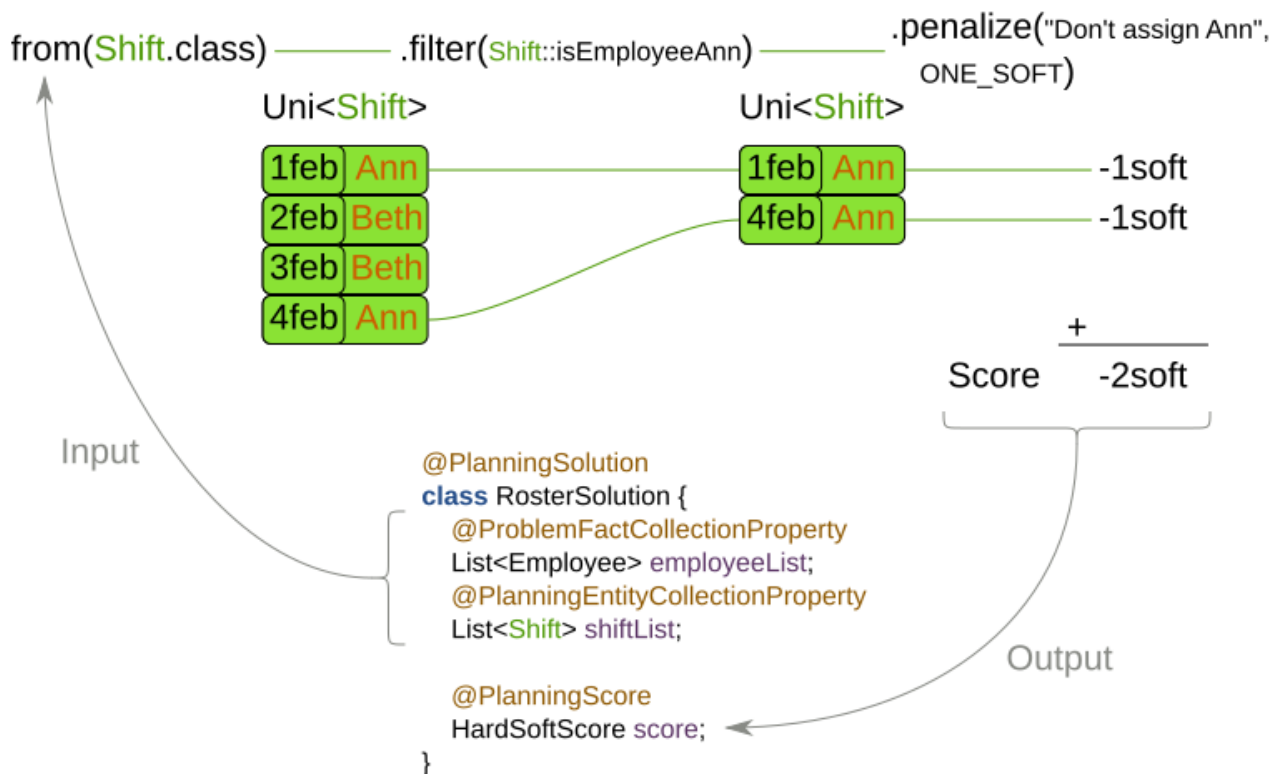 from(Shift.class) .filter(Shift::isEmployeeAnn) .penalize("Don't assign Ann",
ONE_SOFT)
Uni<Shift> Uni<Shift>
1feb Ann 1feb Ann -1soft
2feb Beth 4feb Ann -1soft
3feb Beth
4feb Ann
+
Score -2soft
Input
@PlanningSolution
class RosterSolution {
@ProblemFactCollectionProperty
List<Employee> employeeList;
@PlanningEntityCollectionProperty
List<Shift> shiftList;
Output
@PlanningScore
HardSoftScore score;
}